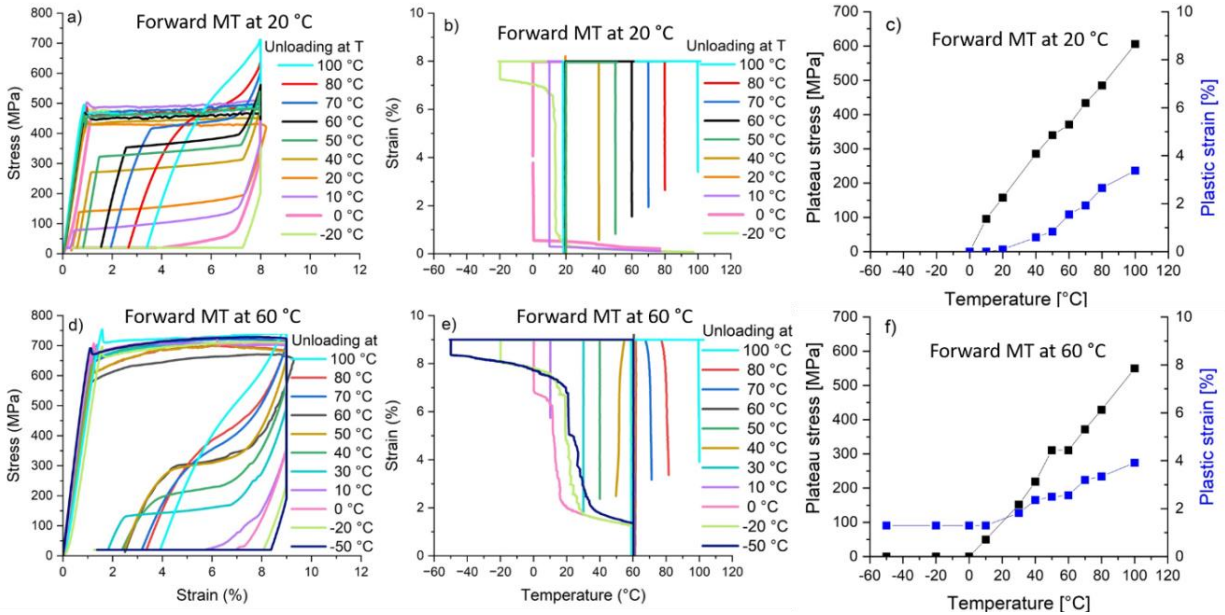 a)
Forward MT at 20 °C
Unloading at T
100 °C
80 °C
70 °C
60 °C
50 °C
40 °C
20 °C
10 °C
0 °C
-20 °C
Stress (MPa)
800
700
600
500
400
300
200
100
0
0 2 4 6 8 10 12
b)
Forward MT at 20 °C
Unloading at T
100 °C
80 °C
70 °C
60 °C
50 °C
40 °C
20 °C
10 °C
0 °C
-20 °C
Strain (%)
10
8
6
4
2
0
-60 -40 -20 0 20 40 60 80 100 120
c)
Forward MT at 20 °C
Plateau stress [MPa]
700
600
500
400
300
200
100
0
Plastic strain [%]
10
8
6
4
2
0
-60 -40 -20 0 20 40 60 80 100 120
Temperature [°C]
d)
Forward MT at 60 °C
Unloading at
100 °C
80 °C
70 °C
60 °C
50 °C
40 °C
30 °C
10 °C
0 °C
-20 °C
-50 °C
Stress (MPa)
800
700
600
500
400
300
200
100
0
0 2 4 6 8 10 12
Strain (%)
e)
Forward MT at 60 °C
Unloading at
100 °C
80 °C
70 °C
60 °C
50 °C
40 °C
30 °C
10 °C
0 °C
-20 °C
-50 °C
Strain (%)
10
8
6
4
2
0
-60 -40 -20 0 20 40 60 80 100 120
Temperature (°C)
f)
Forward MT at 60 °C
Plateau stress [MPa]
700
600
500
400
300
200
100
0
Plastic strain [%]
10
8
6
4
2
0
-60 -40 -20 0 20 40 60 80 100 120
Temperature [°C]